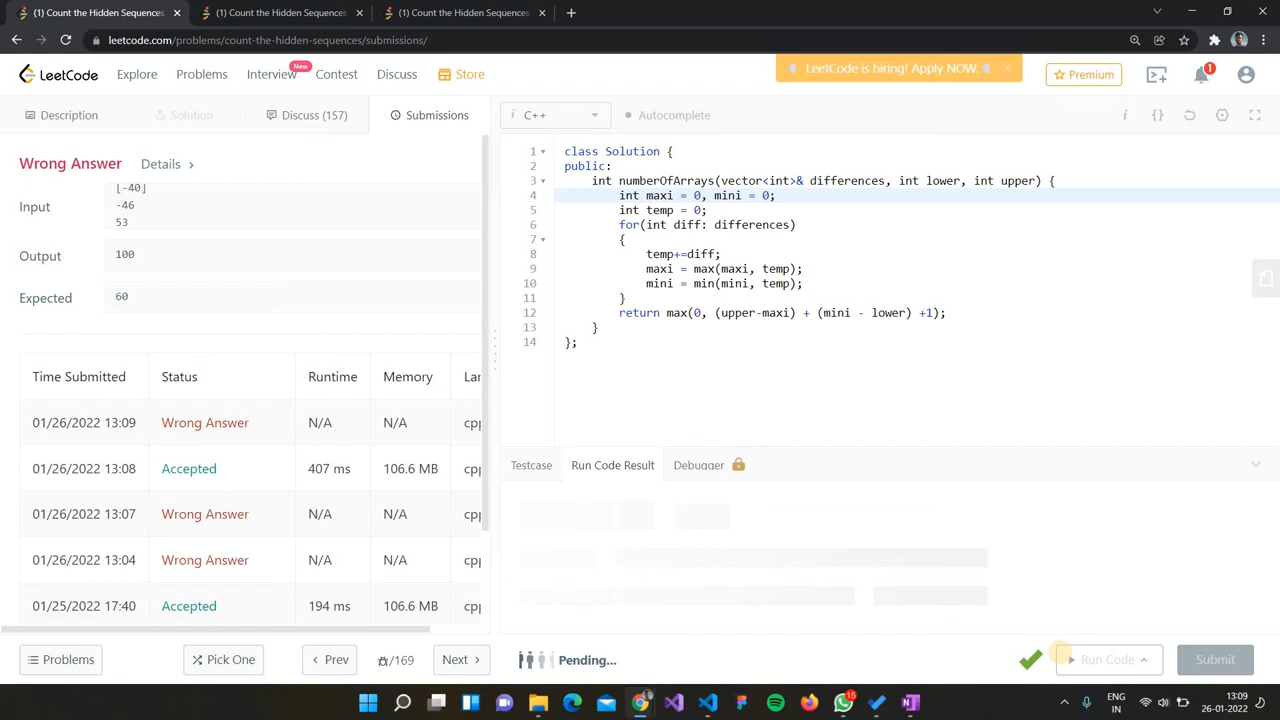 (1) Count the Hidden Sequences
(1) Count the Hidden Sequences
(1) Count the Hidden Sequences
leetcode.com/problems/count-the-hidden-sequences/submissions/
LeetCode
Explore
Problems
Interview
New
Contest
Discuss
Store
LeetCode is hiring! Apply NOW.
Premium
1
Description
Solution
Discuss (157)
Submissions
i C++
Autocomplete
Wrong Answer
Details
Input
[-40]
-46
53
Output
100
Expected
60
Time Submitted Status Runtime Memory
01/26/2022 13:09 Wrong Answer N/A N/A cpp
01/26/2022 13:08 Accepted 407 ms 106.6 MB cpp
01/26/2022 13:07 Wrong Answer N/A N/A cpp
01/26/2022 13:04 Wrong Answer N/A N/A cpp
01/25/2022 17:40 Accepted 194 ms 106.6 MB cpp
1 class Solution {
2 public:
3 int numberOfArrays(vector<int>& differences, int lower, int upper) {
4 int maxi = 0, mini = 0;
5 int temp = 0;
6 for(int diff: differences)
7 {
8 temp+=diff;
9 maxi = max(maxi, temp);
10 mini = min(mini, temp);
11 }
12 return max(0, (upper-maxi) + (mini - lower) +1);
13 }
14 };
Testcase
Run Code Result
Debugger
Problems
Pick One
Prev
/169
Next
Pending...
Run Code
Submit
15
ENG
IN
13:09
26-01-2022